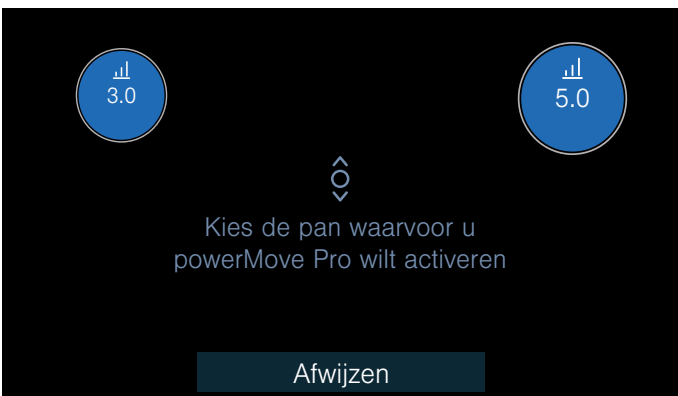 3.0
5.0
Kies de pan waarvoor u
powerMove Pro wilt activeren
Afwijzen